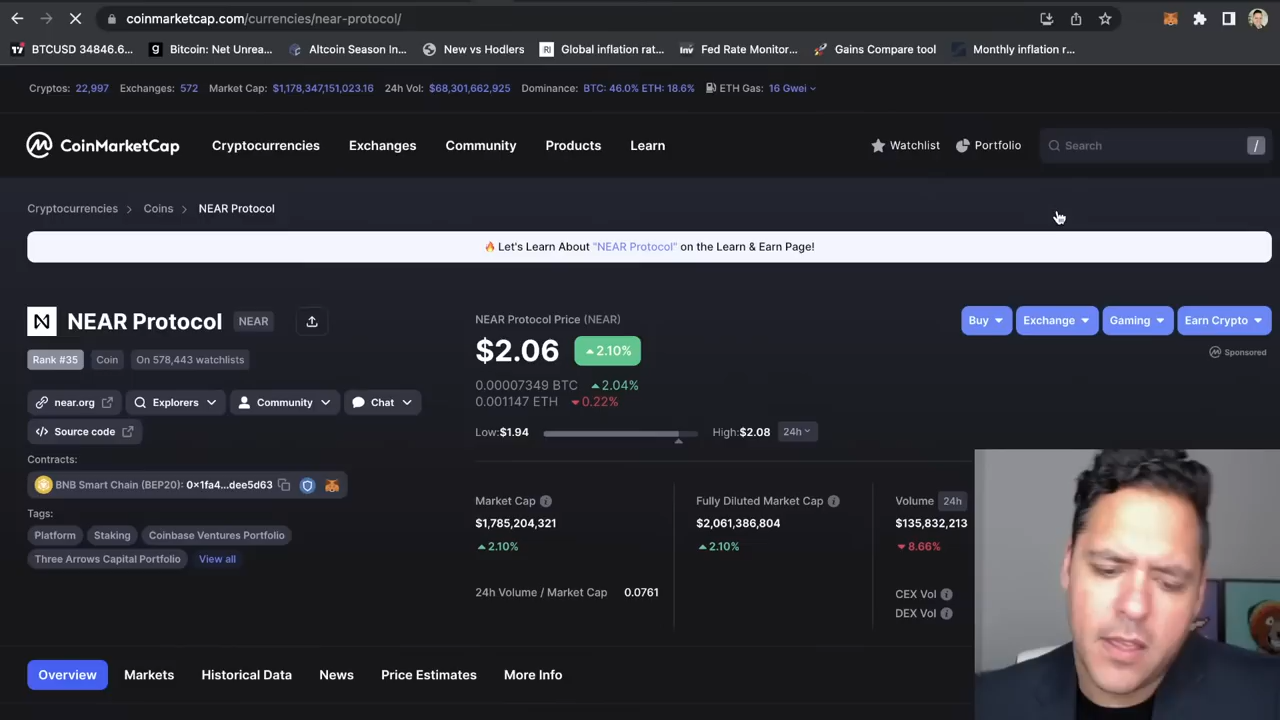 coinmarketcap.com/currencies/near-protocol/
BTCUSD 34846.6...
Bitcoin: Net Unrea...
Altcoin Season In...
New vs Hodlers
Global inflation rat...
Fed Rate Monitor...
Gains Compare tool
Monthly inflation r...
Cryptos: 22,997 Exchanges: 572 Market Cap: $1,178,347,151,023.16 24h Vol: $68,301,662,925 Dominance: BTC: 46.0% ETH: 18.6% ETH Gas: 16 Gwei
CoinMarketCap Cryptocurrencies Exchanges Community Products Learn Watchlist Portfolio Search /
Cryptocurrencies > Coins > NEAR Protocol
🔥 Let's Learn About "NEAR Protocol" on the Learn & Earn Page!
NEAR Protocol NEAR
Rank #35 Coin On 578,443 watchlists
near.org Explorers Community Chat
Source code
Contracts:
BNB Smart Chain (BEP20): 0x1fa4...dee5d63
Tags:
Platform Staking Coinbase Ventures Portfolio
Three Arrows Capital Portfolio View all
NEAR Protocol Price (NEAR)
$2.06 2.10%
0.00007349 BTC 2.04%
0.001147 ETH 0.22%
Low:$1.94 High:$2.08 24h
Buy Exchange Gaming Earn Crypto
Sponsored
Market Cap
$1,785,204,321
2.10%
24h Volume / Market Cap 0.0761
Fully Diluted Market Cap
$2,061,386,804
2.10%
Volume 24h
$135,832,213
8.66%
CEX Vol
DEX Vol
Overview Markets Historical Data News Price Estimates More Info